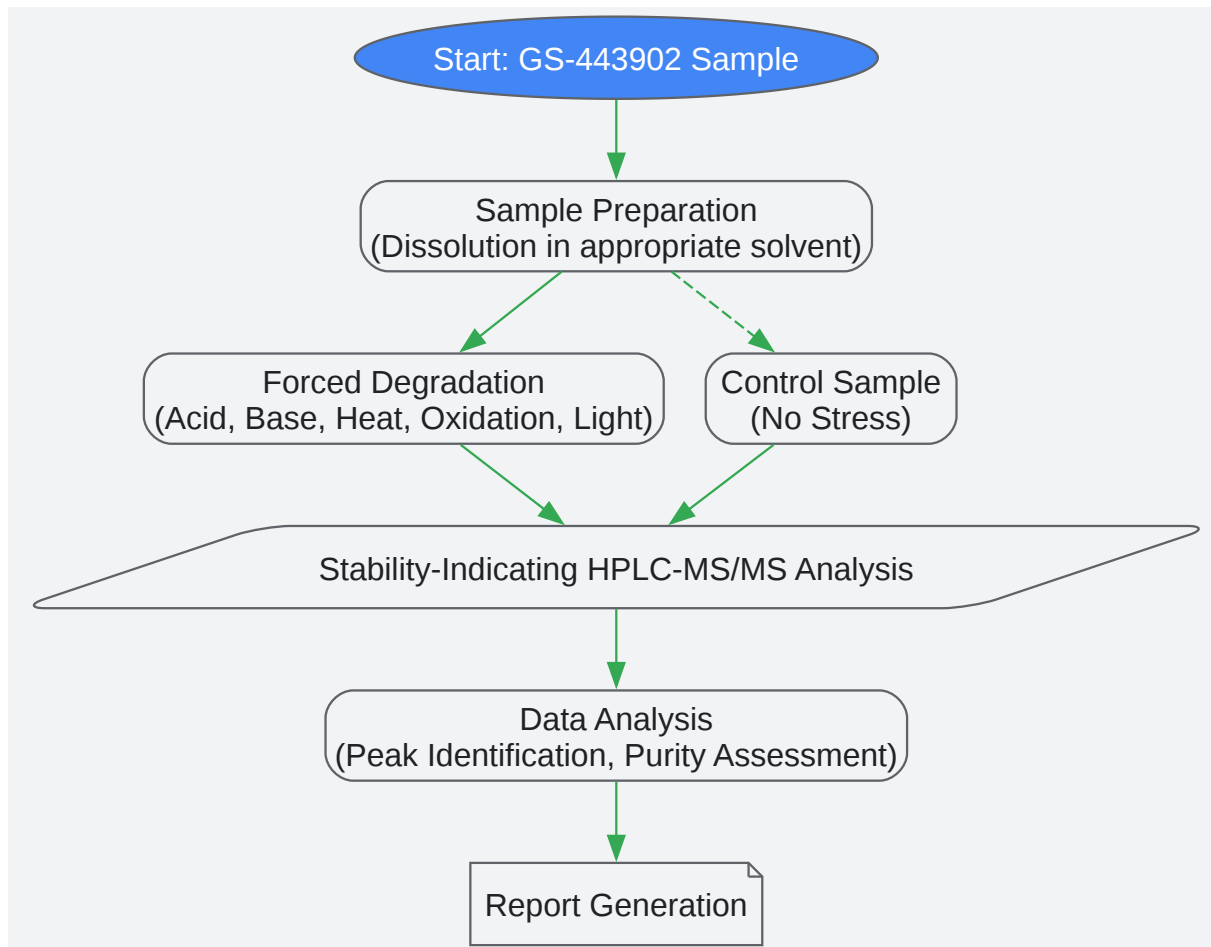 Start: GS-443902 Sample
Sample Preparation
(Dissolution in appropriate solvent)
Forced Degradation
(Acid, Base, Heat, Oxidation, Light)
Control Sample
(No Stress)
Stability-Indicating HPLC-MS/MS Analysis
Data Analysis
(Peak Identification, Purity Assessment)
Report Generation